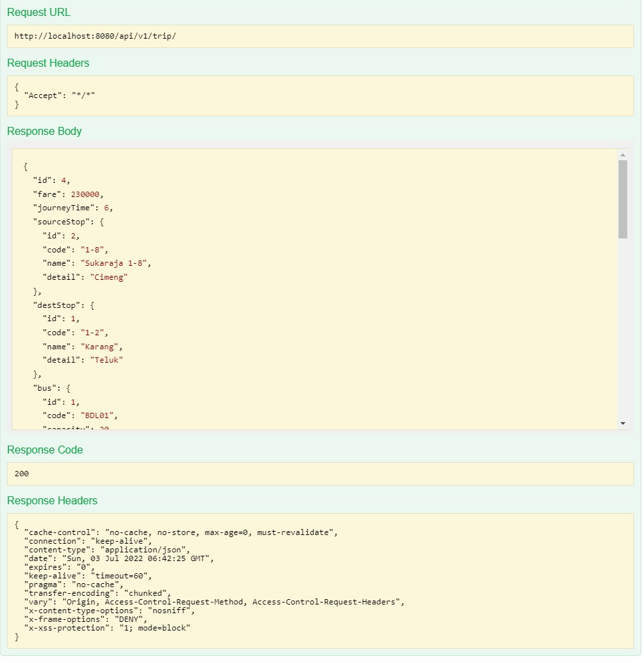 Request URL
http://localhost:8080/api/v1/trip/
Request Headers
{
"Accept": "*/*"
}
Response Body
{
"id": 4,
"fare": 230000,
"journeyTime": 6,
"sourceStop": {
"id": 2,
"code": "1-8",
"name": "Sukaraja 1-8",
"detail": "Cimeng"
},
"destStop": {
"id": 1,
"code": "1-2",
"name": "Karang",
"detail": "Teluk"
},
"bus": {
"id": 1,
"code": "BDL01",
"capacity": 20
Response Code
200
Response Headers
{
"cache-control": "no-cache, no-store, max-age=0, must-revalidate",
"connection": "keep-alive",
"content-type": "application/json",
"date": "Sun, 03 Jul 2022 06:42:25 GMT",
"expires": "0",
"keep-alive": "timeout=60",
"pragma": "no-cache",
"transfer-encoding": "chunked",
"vary": "Origin, Access-Control-Request-Method, Access-Control-Request-Headers",
"x-content-type-options": "nosniff",
"x-frame-options": "DENY",
"x-xss-protection": "1; mode=block"
}